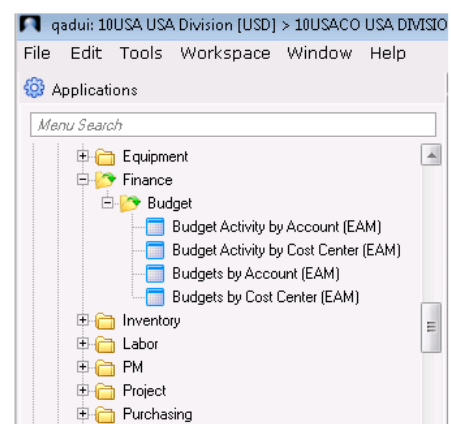 qadui: 10USA USA Division [USD] > 10USACO USA DIVISIO
File Edit Tools Workspace Window Help
Applications
Menu Search
Equipment
Finance
Budget
Budget Activity by Account (EAM)
Budget Activity by Cost Center (EAM)
Budgets by Account (EAM)
Budgets by Cost Center (EAM)
Inventory
Labor
PM
Project
Purchasing